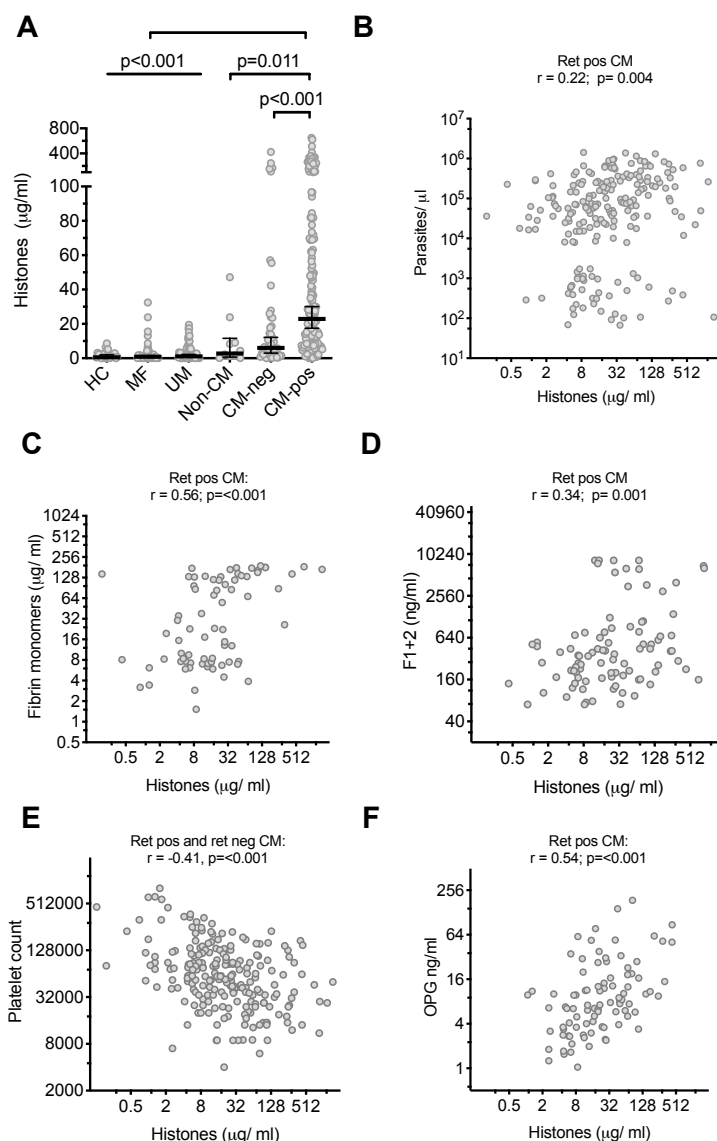 A
p<0.001
p=0.011
p<0.001
Histones (μg/ml)
800
400
100
80
60
40
20
0
HC
MF
UM
Non-CM
CM-neg
CM-pos
B
Ret pos CM
r = 0.22; p= 0.004
Parasites/ μl
10⁷
10⁶
10⁵
10⁴
10³
10²
10¹
0.5 2 8 32 128 512
Histones (μg/ ml)
C
Ret pos CM:
r = 0.56; p=<0.001
Fibrin monomers (μg/ ml)
1024
512
256
128
64
32
16
8
4
2
1
0.5
0.5 2 8 32 128 512
Histones (μg/ ml)
D
Ret pos CM
r = 0.34; p= 0.001
F1+2 (ng/ml)
40960
10240
2560
640
160
40
0.5 2 8 32 128 512
Histones (μg/ ml)
E
Ret pos and ret neg CM:
r = -0.41, p=<0.001
Platelet count
512000
128000
32000
8000
2000
0.5 2 8 32 128 512
Histones (μg/ ml)
F
Ret pos CM:
r = 0.54; p=<0.001
OPG ng/ml
256
64
16
4
1
0.5 2 8 32 128 512
Histones (μg/ ml)